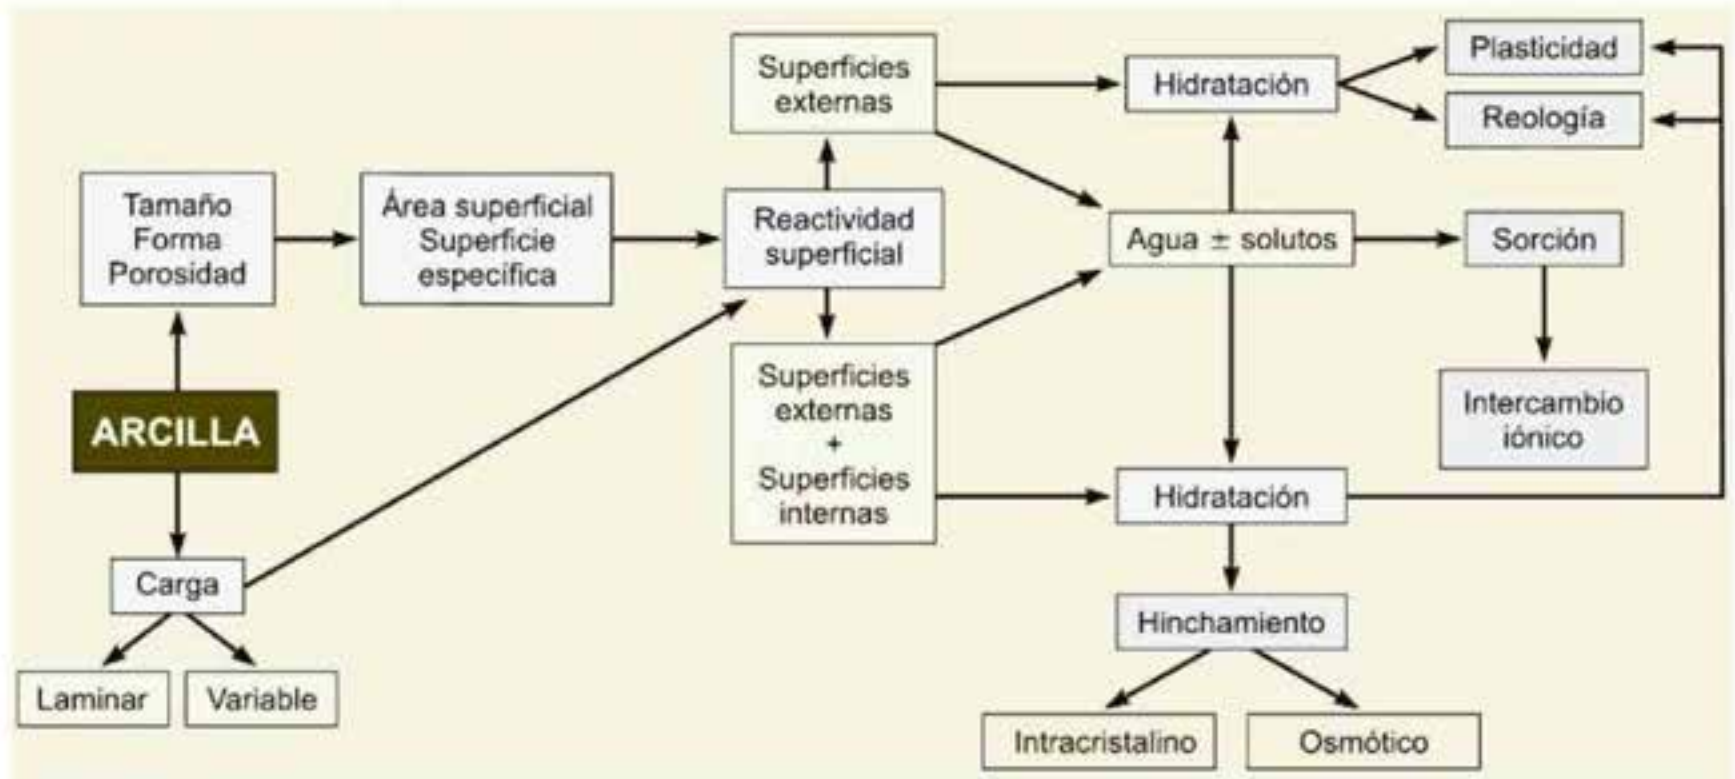 Superficies
externas
Hidratación
Plasticidad
Reología
Tamaño
Forma
Porosidad
Área superficial
Superficie
específica
Reactividad
superficial
Agua ± solutos
Sorción
ARCILLA
Superficies
externas
+
Superficies
internas
Intercambio
iónico
Hidratación
Carga
Hinchamiento
Laminar
Variable
Intracristalino
Osmótico